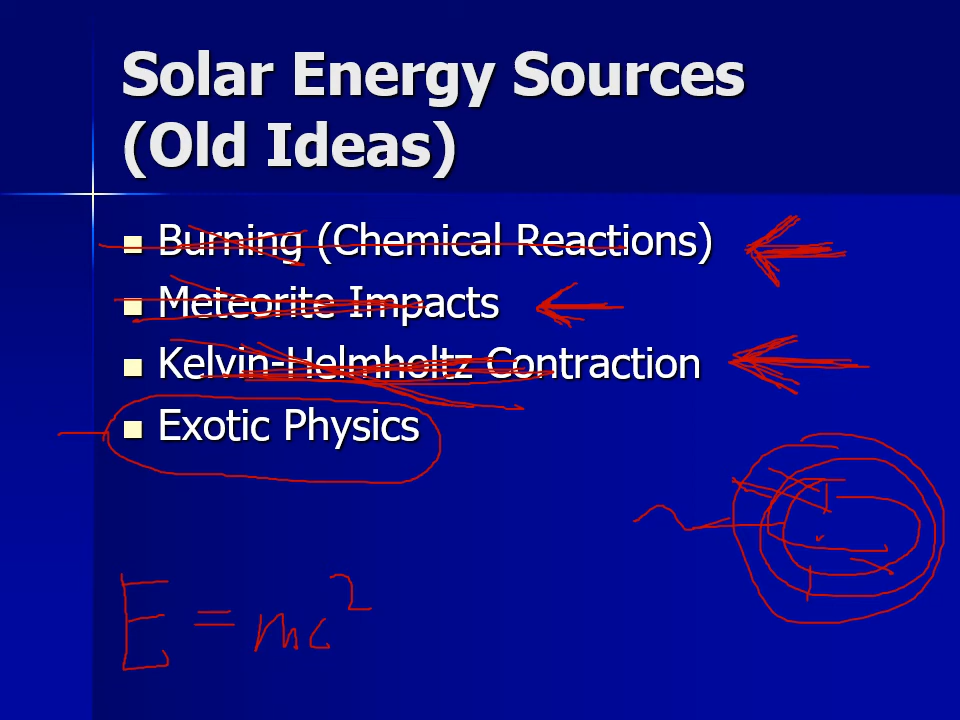 Solar Energy Sources
(Old Ideas)
Burning (Chemical Reactions)
Meteorite Impacts
Kelvin-Helmholtz Contraction
Exotic Physics
E = mc²